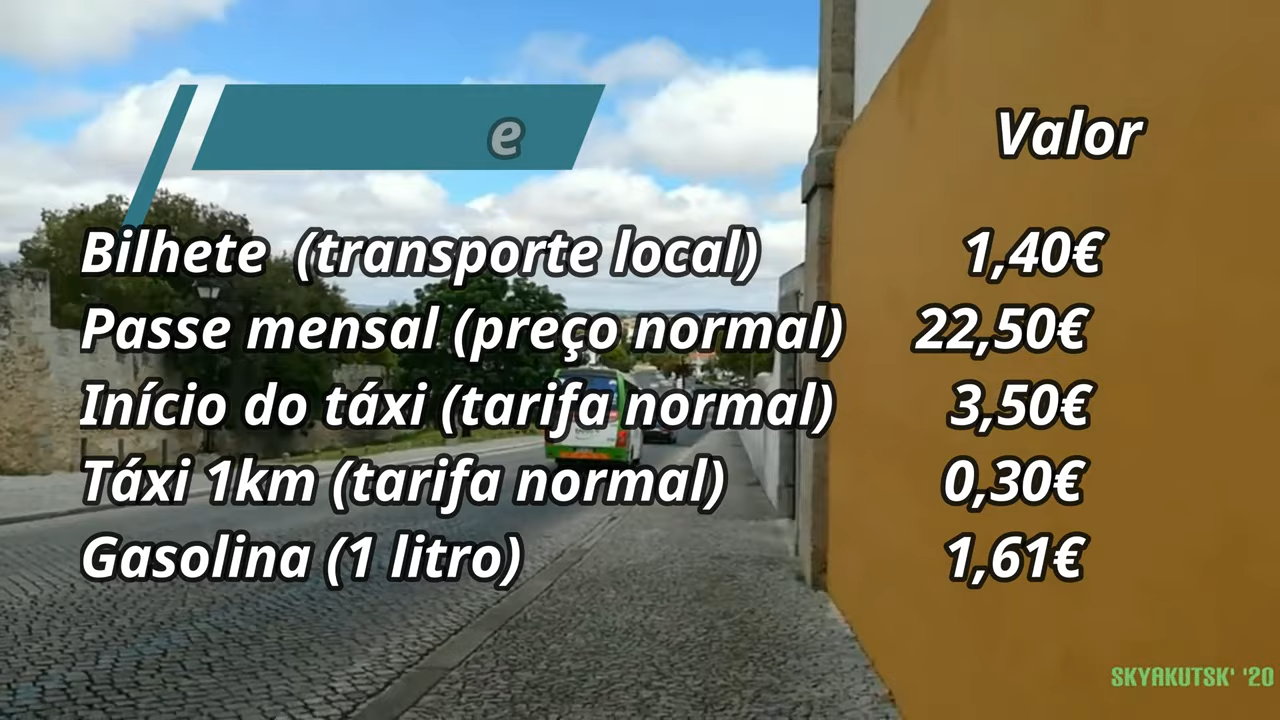 e
Valor
Bilhete (transporte local) 1,40€
Passe mensal (preço normal) 22,50€
Início do táxi (tarifa normal) 3,50€
Táxi 1km (tarifa normal) 0,30€
Gasolina (1 litro) 1,61€
SKYAKUTSK' '20